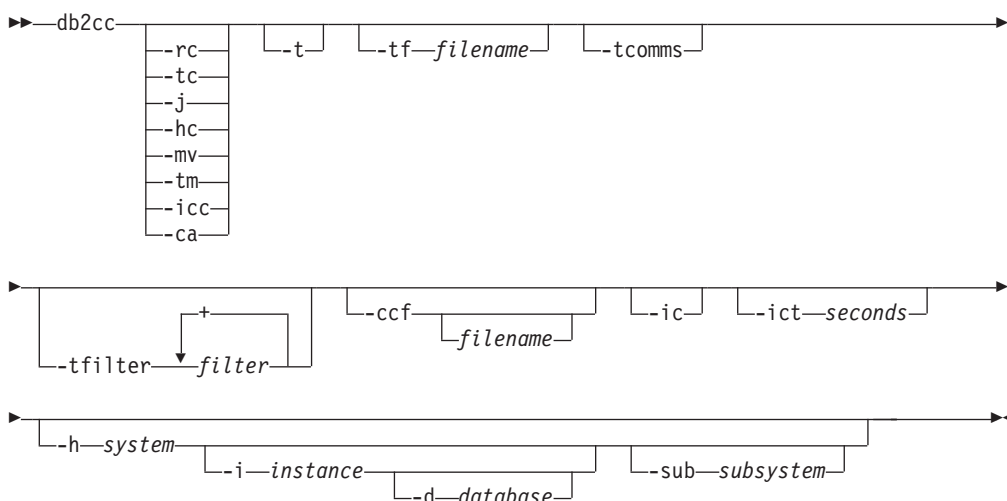 db2cc
-rc
-tc
-j
-hc
-mv
-tm
-icc
-ca
-t
-tf filename
-tcomms
-tfilter
+
filter
-ccf
filename
-ic
-ict seconds
-h system
-i instance
-d database
-sub subsystem